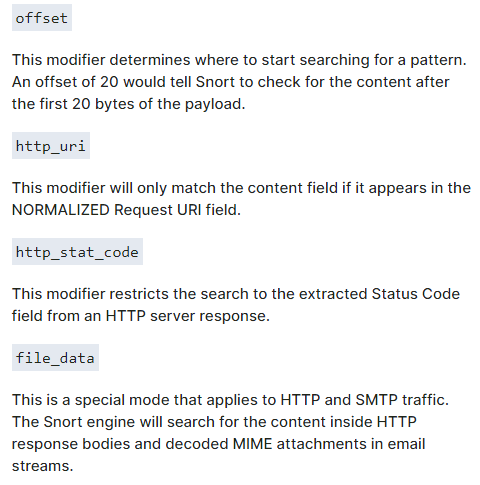 offset
This modifier determines where to start searching for a pattern.
An offset of 20 would tell Snort to check for the content after
the first 20 bytes of the payload.
http_uri
This modifier will only match the content field if it appears in the
NORMALIZED Request URI field.
http_stat_code
This modifier restricts the search to the extracted Status Code
field from an HTTP server response.
file_data
This is a special mode that applies to HTTP and SMTP traffic.
The Snort engine will search for the content inside HTTP
response bodies and decoded MIME attachments in email
streams.